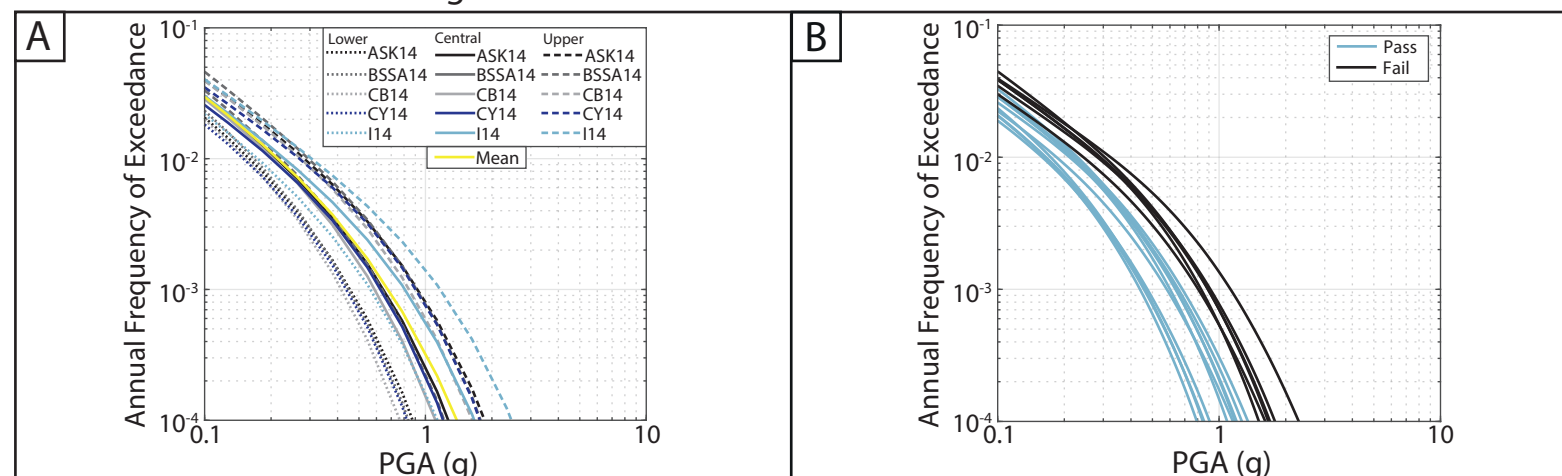 A
Annual Frequency of Exceedance
10-1
10-2
10-3
10-4
0.1
1
10
PGA (g)
Lower
ASK14
BSSA14
CB14
CY14
I14
Central
ASK14
BSSA14
CB14
CY14
I14
Upper
ASK14
BSSA14
CB14
CY14
I14
Mean
B
Annual Frequency of Exceedance
10-1
10-2
10-3
10-4
0.1
1
10
PGA (g)
Pass
Fail